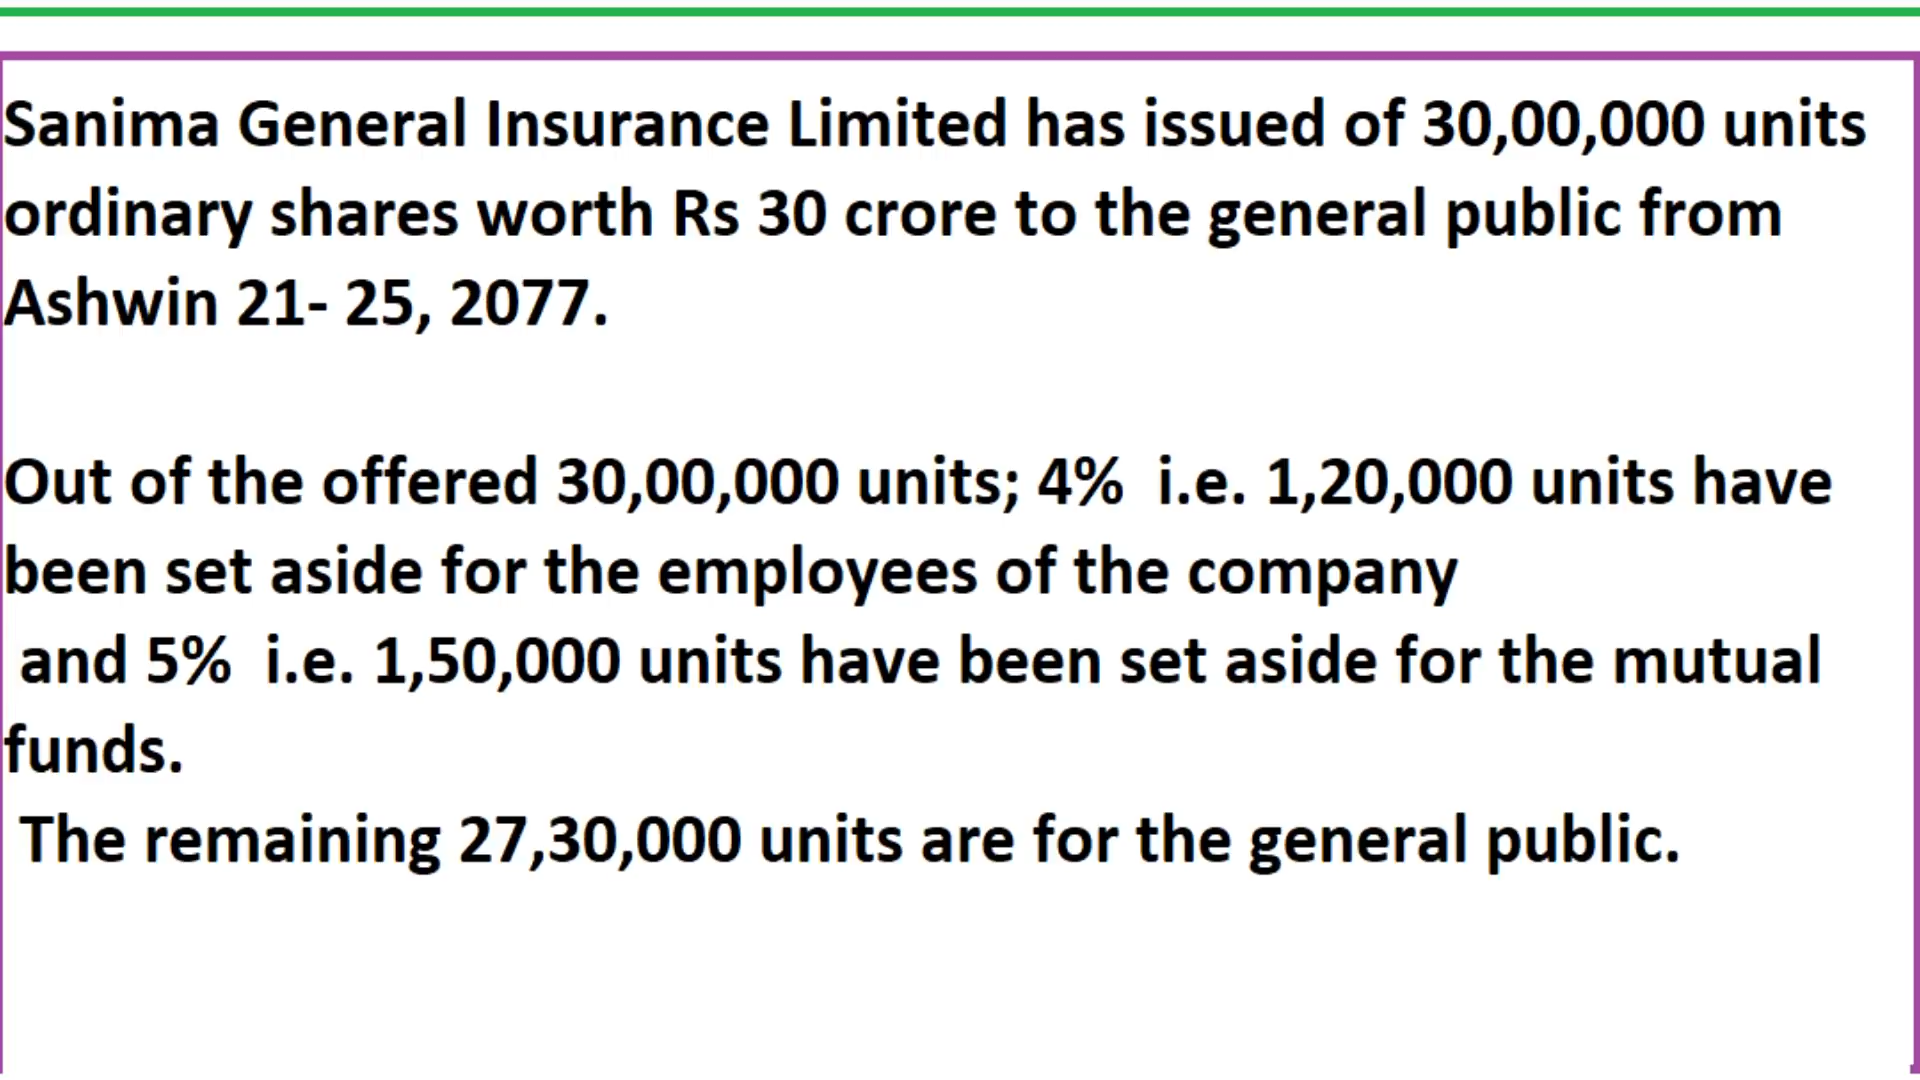 Sanima General Insurance Limited has issued of 30,00,000 units
ordinary shares worth Rs 30 crore to the general public from
Ashwin 21- 25, 2077.
Out of the offered 30,00,000 units; 4%  i.e. 1,20,000 units have
been set aside for the employees of the company
and 5%  i.e. 1,50,000 units have been set aside for the mutual
funds.
The remaining 27,30,000 units are for the general public.